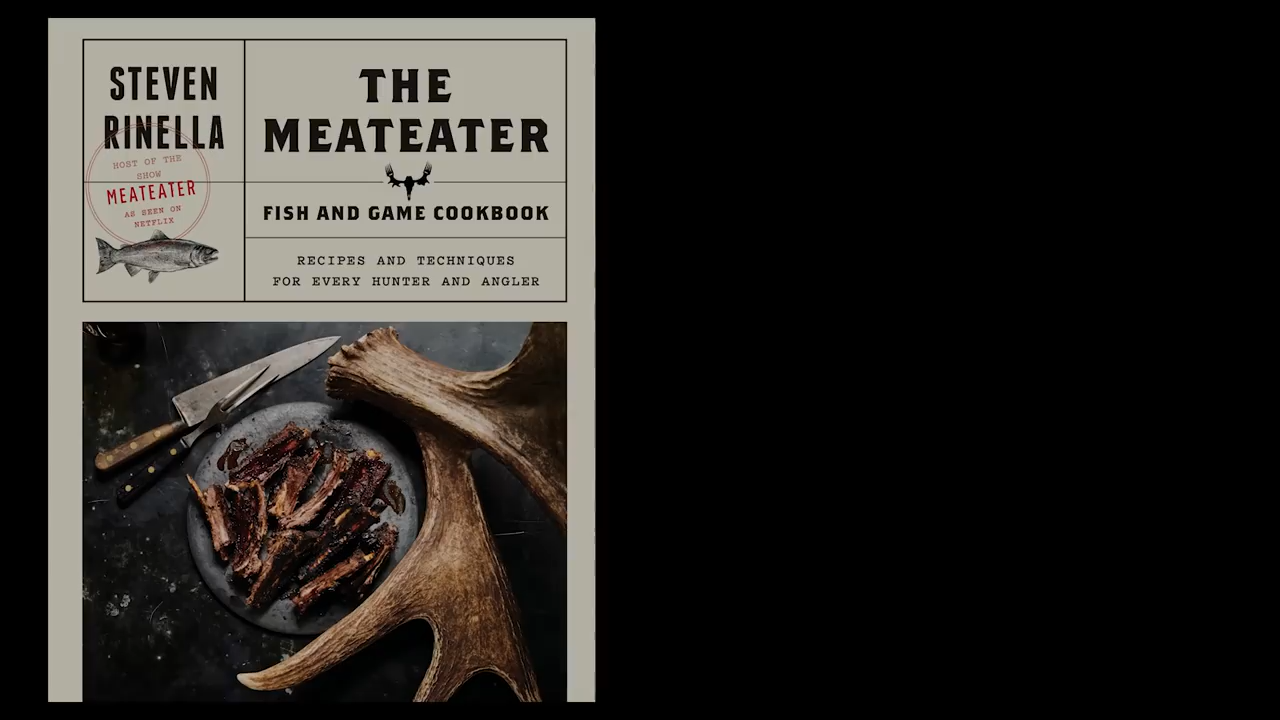 STEVEN
RINELLA
HOST OF THE
SHOW
MEATEATER
AS SEEN ON
NETFLIX
THE
MEATEATER
FISH AND GAME COOKBOOK
RECIPES AND TECHNIQUES
FOR EVERY HUNTER AND ANGLER